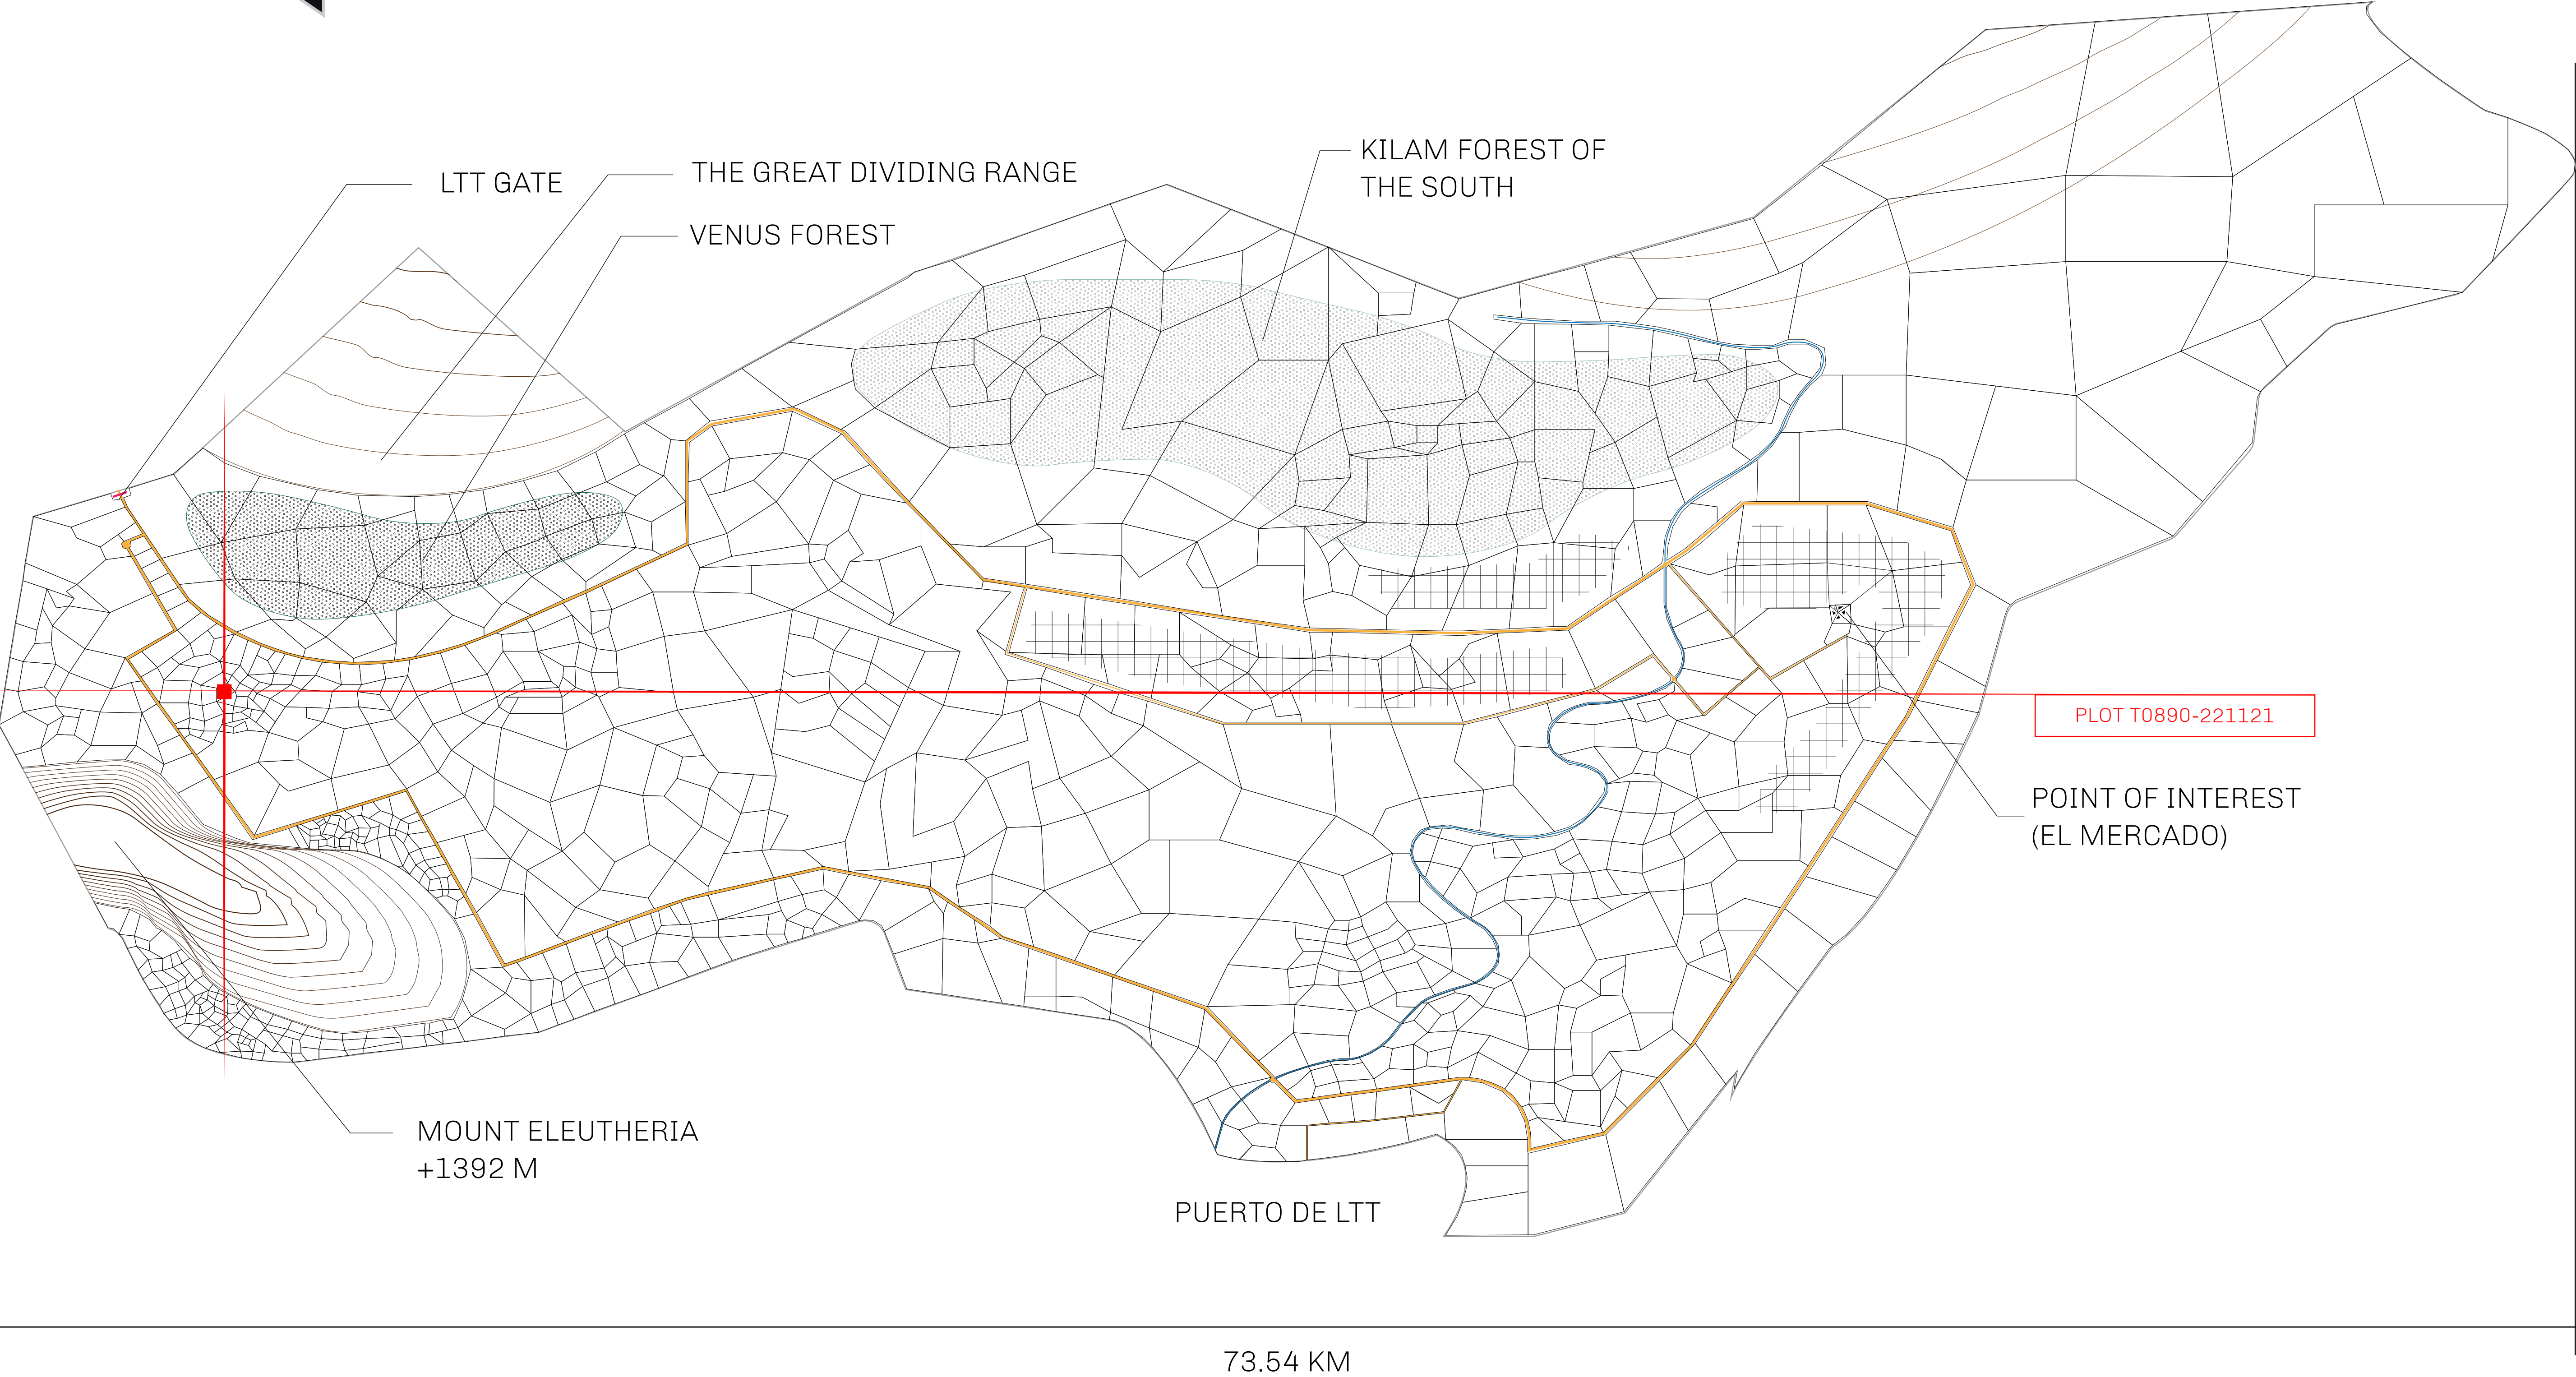 KILAM FOREST OF
THE SOUTH
THE GREAT DIVIDING RANGE
LTT GATE
VENUS FOREST
PLOT T0890-221121
POINT OF INTEREST
(EL MERCADO)
MOUNT ELEUTHERIA
+1392 M
PUERTO DE LTT
73.54 KM